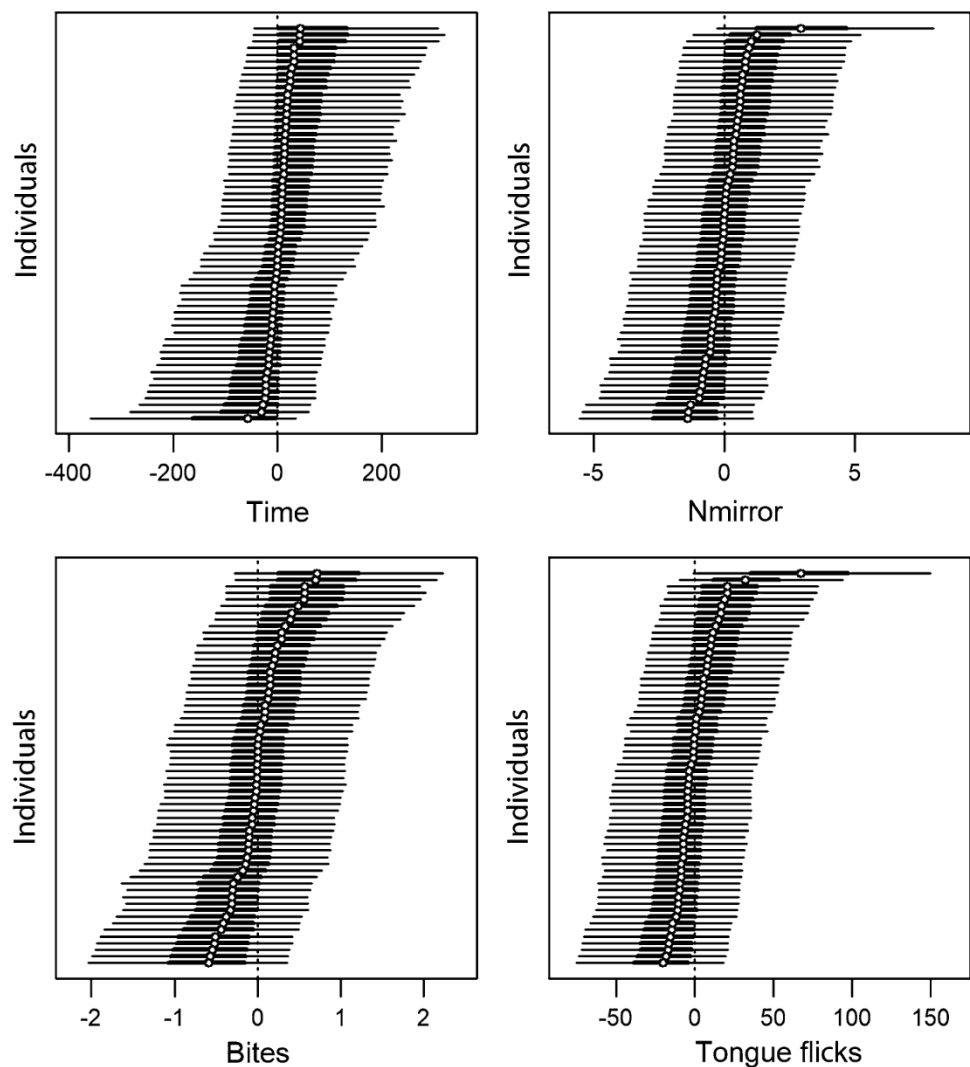 Individuals
-400 0 200
Time
Individuals
-5 0 5
Nmirror
Individuals
-2 -1 0 1 2
Bites
Individuals
-50 0 50 100 150
Tongue flicks